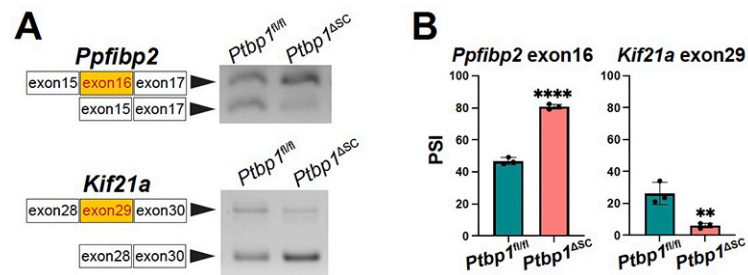 A
Ptbp1fl/fl Ptbp1ΔSC
Ppfibp2
exon15 exon16 exon17
exon15 exon17
Ptbp1fl/fl Ptbp1ΔSC
Kif21a
exon28 exon29 exon30
exon28 exon30
B
Ppfibp2 exon16
PSI
100
80
60
40
20
0
****
Ptbp1fl/fl Ptbp1ΔSC
Kif21a exon29
100
80
60
40
20
0
**
Ptbp1fl/fl Ptbp1ΔSC